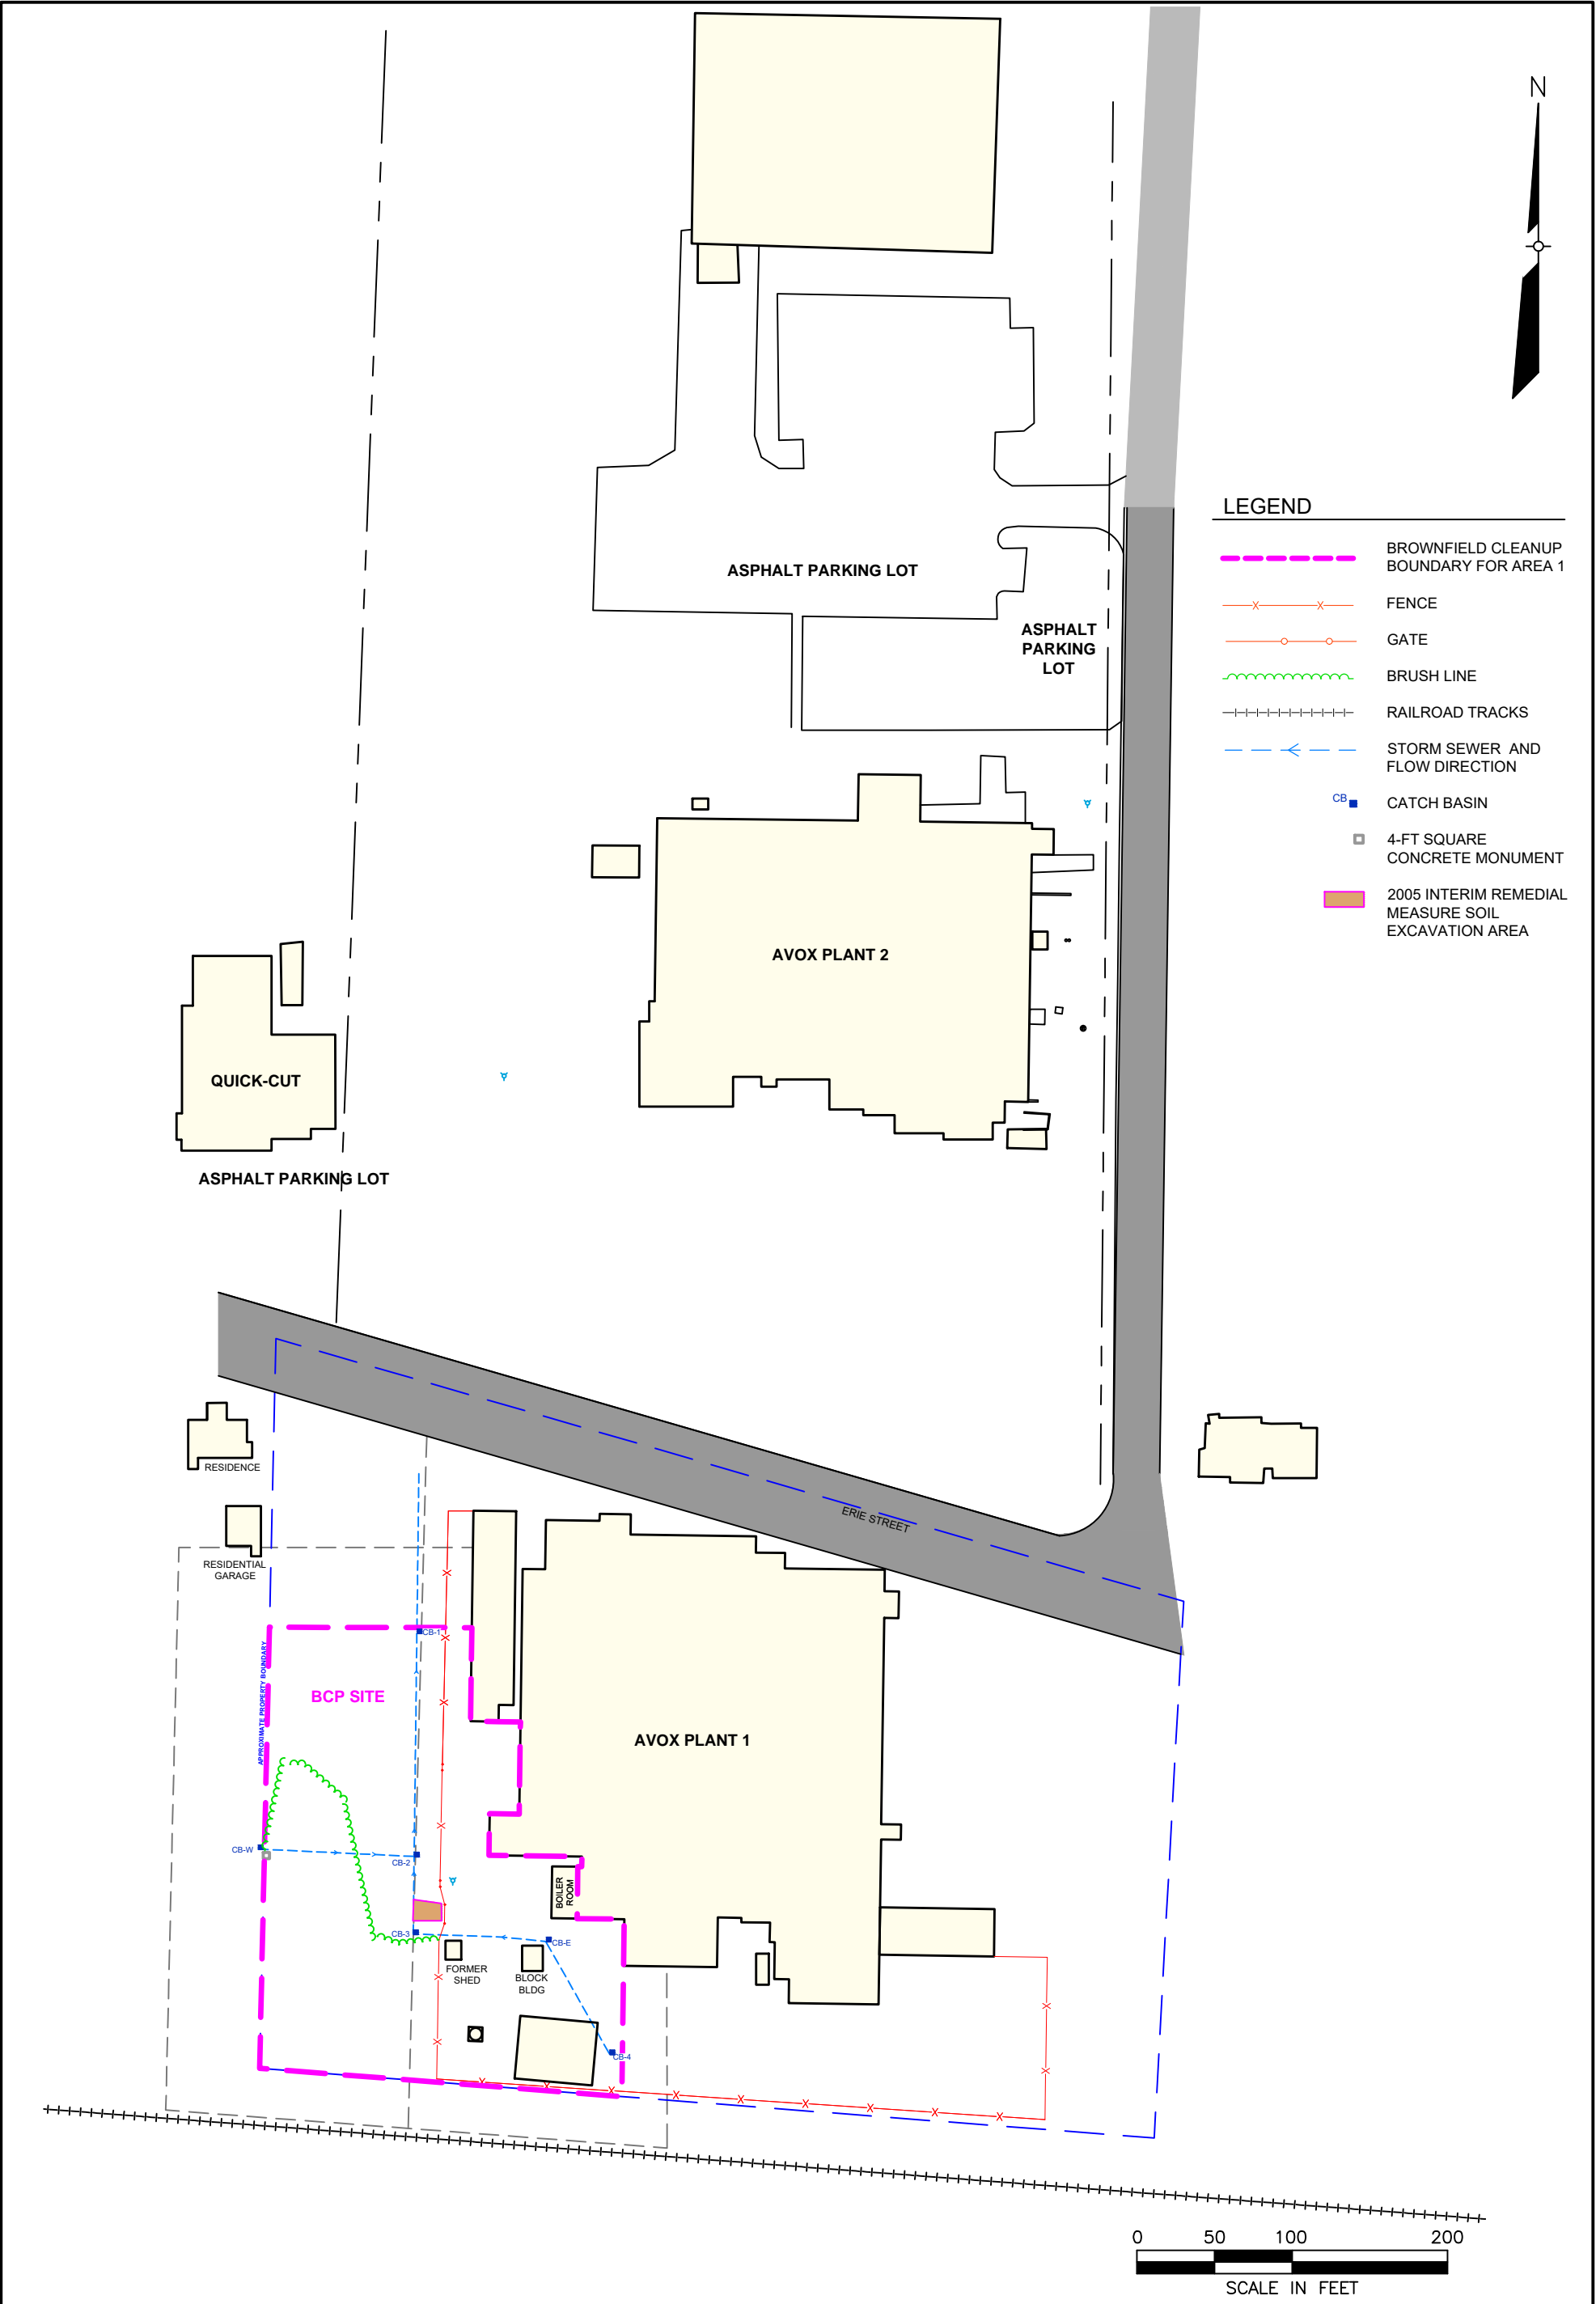 N
LEGEND
BROWNFIELD CLEANUP
BOUNDARY FOR AREA 1
X X
FENCE
GATE
BRUSH LINE
RAILROAD TRACKS
STORM SEWER AND
FLOW DIRECTION
CB
CATCH BASIN
4-FT SQUARE
CONCRETE MONUMENT
2005 INTERIM REMEDIAL
MEASURE SOIL
EXCAVATION AREA
ASPHALT PARKING LOT
ASPHALT
PARKING
LOT
AVOX PLANT 2
QUICK-CUT
ASPHALT PARKING LOT
RESIDENCE
ERIE STREET
RESIDENTIAL
GARAGE
CB-1
APPROXIMATE PROPERTY BOUNDARY
BCP SITE
AVOX PLANT 1
CB-W
CB-2
BOILER
ROOM
CB-3
CB-E
FORMER
SHED
BLOCK
BLDG
CB-4
0 50 100 200
SCALE IN FEET